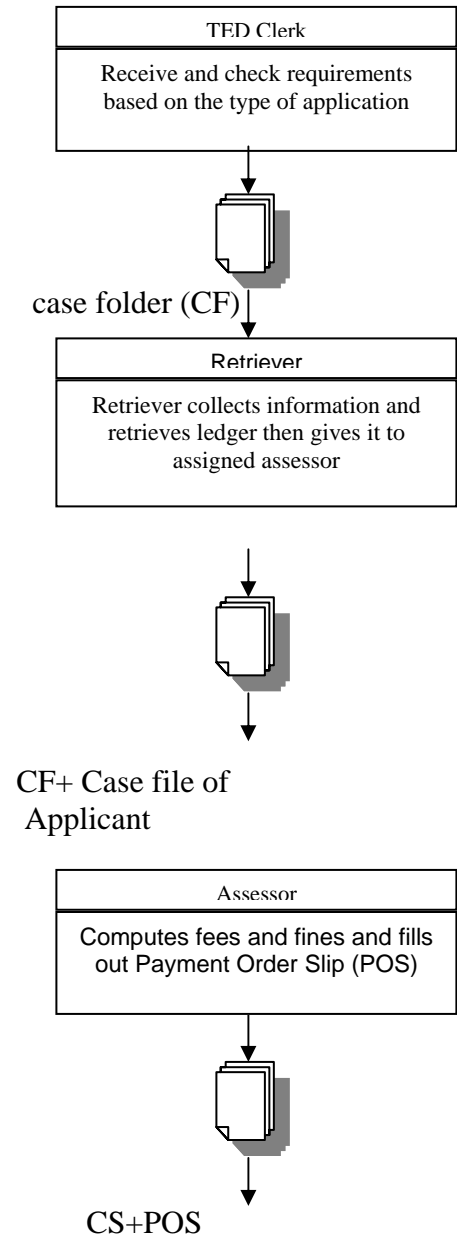 TED Clerk
Receive and check requirements
based on the type of application
case folder (CF)
Retriever
Retriever collects information and
retrieves ledger then gives it to
assigned assessor
CF+ Case file of
Applicant
Assessor
Computes fees and fines and fills
out Payment Order Slip (POS)
CS+POS